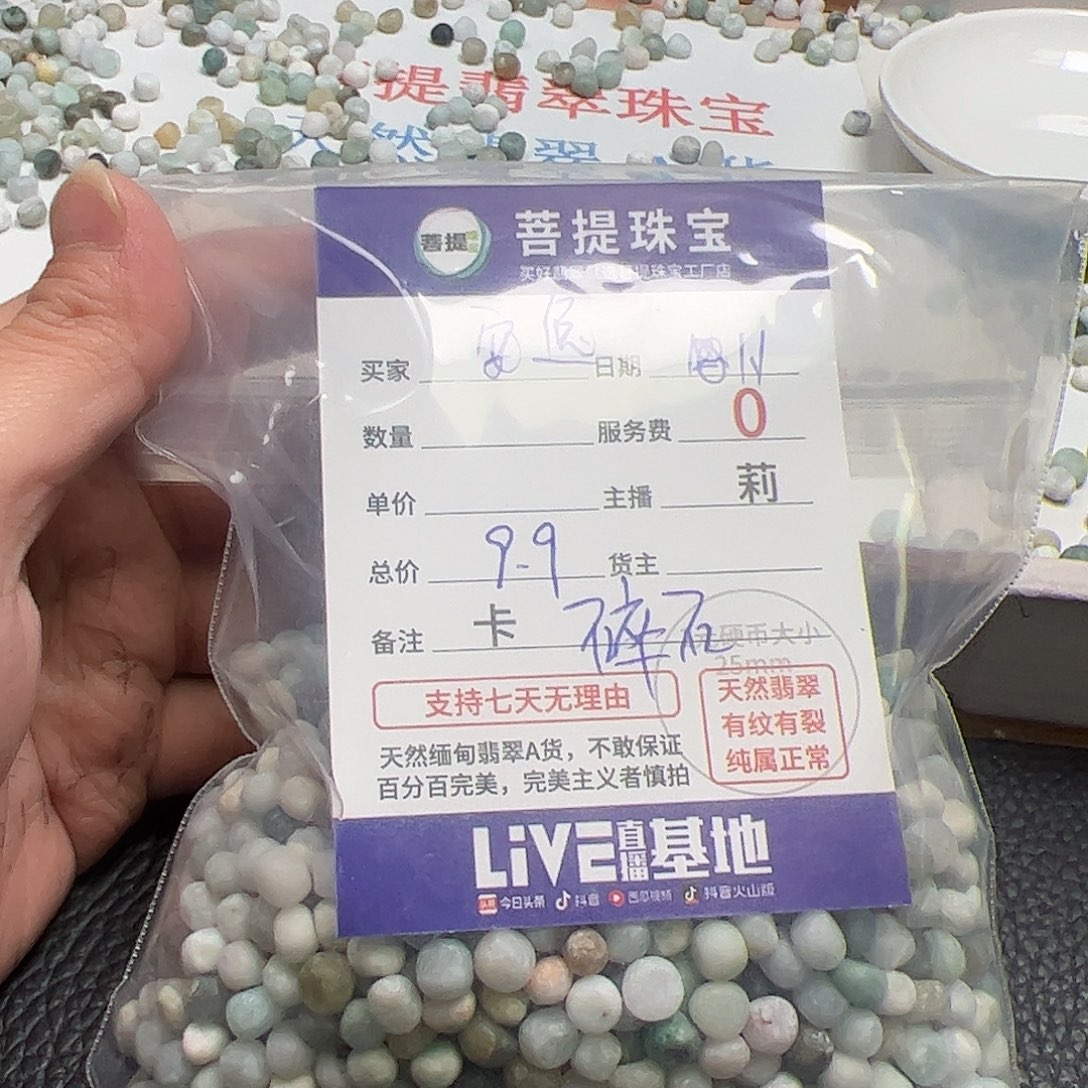 提翡翠珠宝
菩提 菩提珠宝
买家 日期
数量 服务费 0
单价 主播 莉
总价 9.9 货主
备注 卡 碎石
元硬币大小
25mm
支持七天无理由
天然翡翠
有纹有裂
纯属正常
天然缅甸翡翠A货，不敢保证
百分百完美，完美主义者慎拍
LiVE直播基地
头条 今日头条 抖音 西瓜视频 抖音火山版